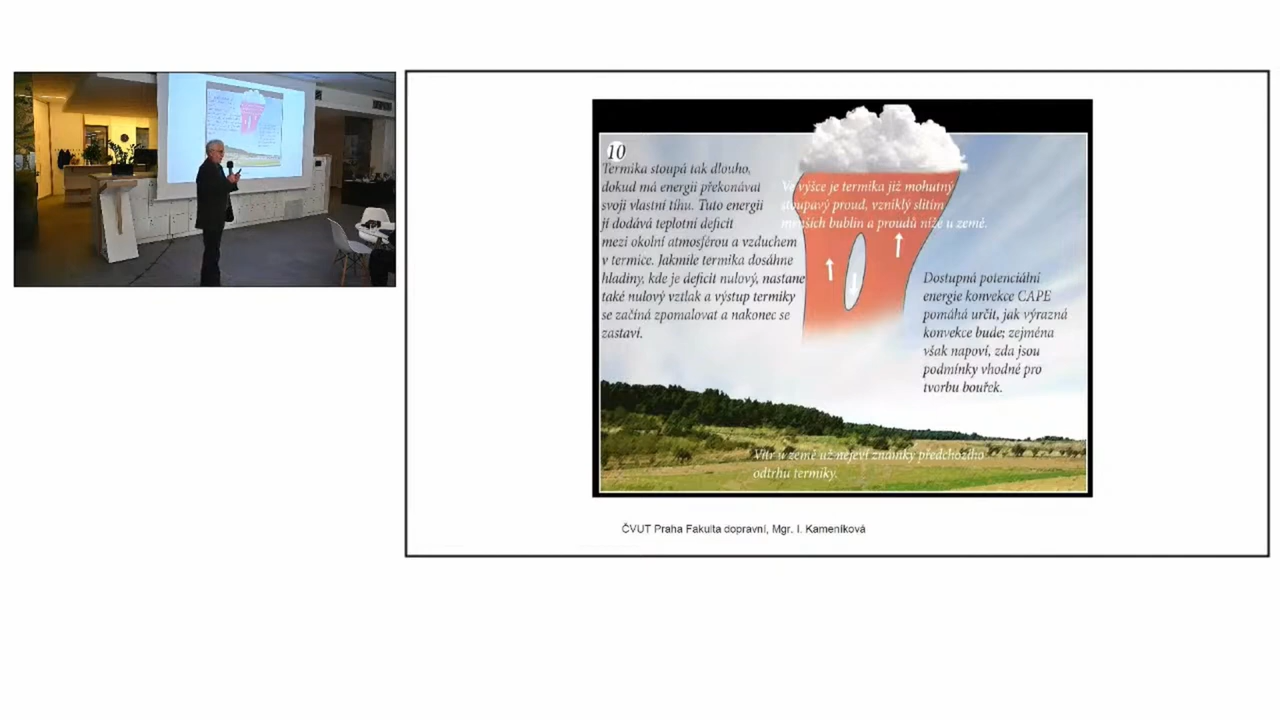 10
Termika stoupá tak dlouho,
dokud má energii překonával
svoji vlastní tíhu. Tuto energii
jí dodává teplotní deficit
mezi okolní atmosférou a vzduchem
v termice. Jakmile termika dosáhne
hladiny, kde je deficit nulový, nastane
také nulový vztlak a výstup termiky
se začíná zpomalovat a nakonec se
zastaví.
Ve výšce je termika již mohutný
stoupavý proud, vzniklý slitím
menších bublin a proudů níže u země.
Dostupná potenciální
energie konvekce CAPE
pomáhá určit, jak výrazná
konvekce bude; zejména
však napoví, zda jsou
podmínky vhodné pro
tvorbu bouřek.
Vítr u země už nejeví známky předchozího
odtrhu termiky.
ČVUT Praha Fakulta dopravní, Mgr. I. Kameníková